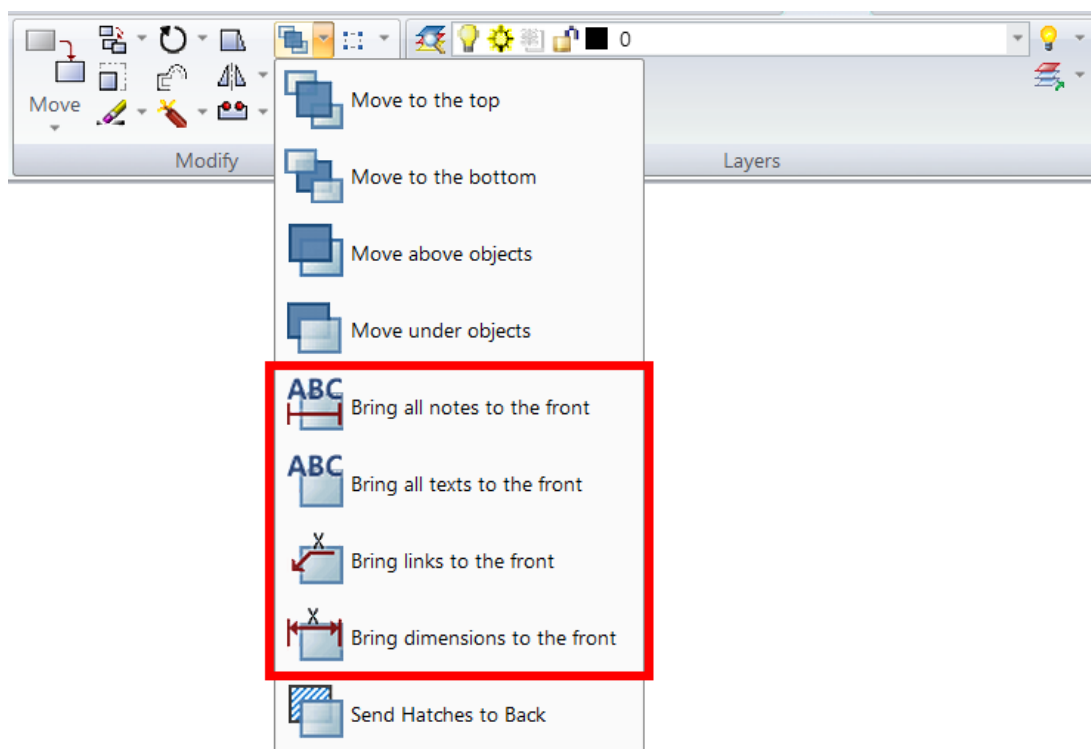 0
Move
Modify
Layers
Move to the top
Move to the bottom
Move above objects
Move under objects
ABC
Bring all notes to the front
ABC
Bring all texts to the front
X
Bring links to the front
X
Bring dimensions to the front
Send Hatches to Back